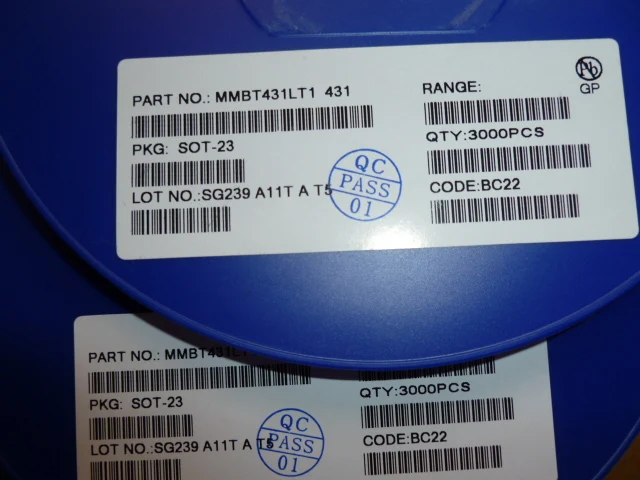 PART NO.: MMBT431LT1 431
PKG: SOT-23
LOT NO.:SG239 A11T A T5
QC
PASS
01
RANGE:
QTY:3000PCS
CODE:BC22
Pb
GP
PART NO.: MMBT431LT
PKG: SOT-23
LOT NO.:SG239 A11T A T5
QC
PASS
01
QTY:3000PCS
CODE:BC22